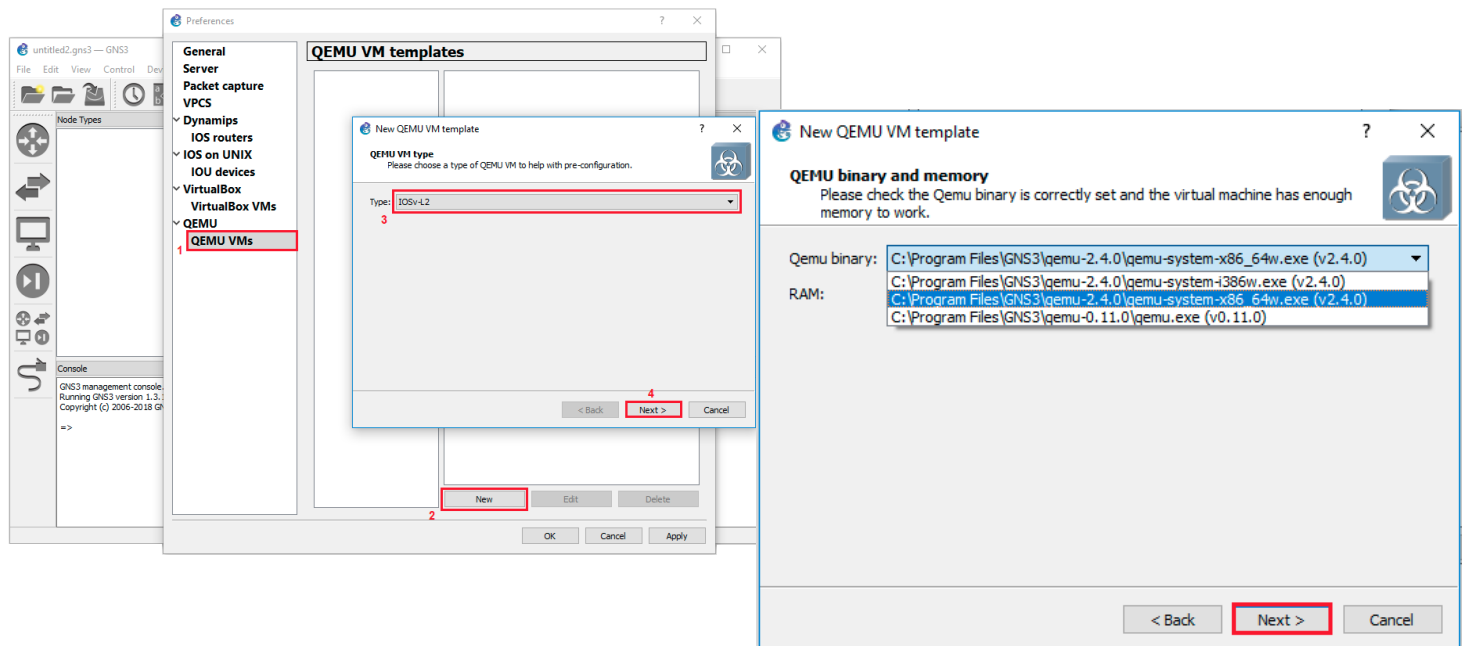 Preferences
? ×
untitled2.gns3 — GNS3
File Edit View Control Dev
Node Types
Console
GNS3 management console.
Running GNS3 version 1.3.
Copyright (c) 2006-2018
=>
General
Server
Packet capture
VPCS
Dynamips
IOS routers
IOS on UNIX
IOU devices
VirtualBox
VirtualBox VMs
QEMU
QEMU VMs
1
QEMU VM templates
New QEMU VM template
? ×
QEMU VM type
Please choose a type of QEMU VM to help with pre-configuration.
Type: IOSv-L2
3
4
< Back Next > Cancel
New Edit Delete
2
OK Cancel Apply
New QEMU VM template
? ×
QEMU binary and memory
Please check the Qemu binary is correctly set and the virtual machine has enough
memory to work.
Qemu binary: C:\Program Files\GNS3\qemu-2.4.0\qemu-system-x86_64w.exe (v2.4.0)
C:\Program Files\GNS3\qemu-2.4.0\qemu-system-i386w.exe (v2.4.0)
RAM: C:\Program Files\GNS3\qemu-2.4.0\qemu-system-x86_64w.exe (v2.4.0)
C:\Program Files\GNS3\qemu-0.11.0\qemu.exe (v0.11.0)
< Back Next > Cancel